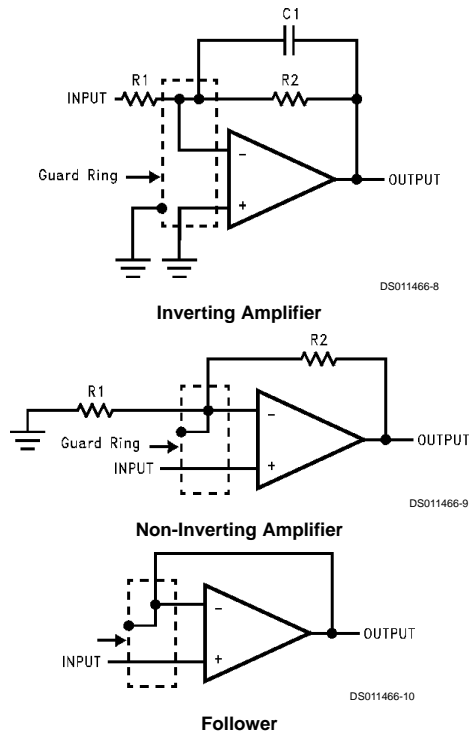 C1
R1
R2
INPUT
−
Guard Ring
OUTPUT
+
DS011466-8
Inverting Amplifier
R2
R1
−
Guard Ring
OUTPUT
INPUT
+
DS011466-9
Non-Inverting Amplifier
−
OUTPUT
INPUT
+
DS011466-10
Follower